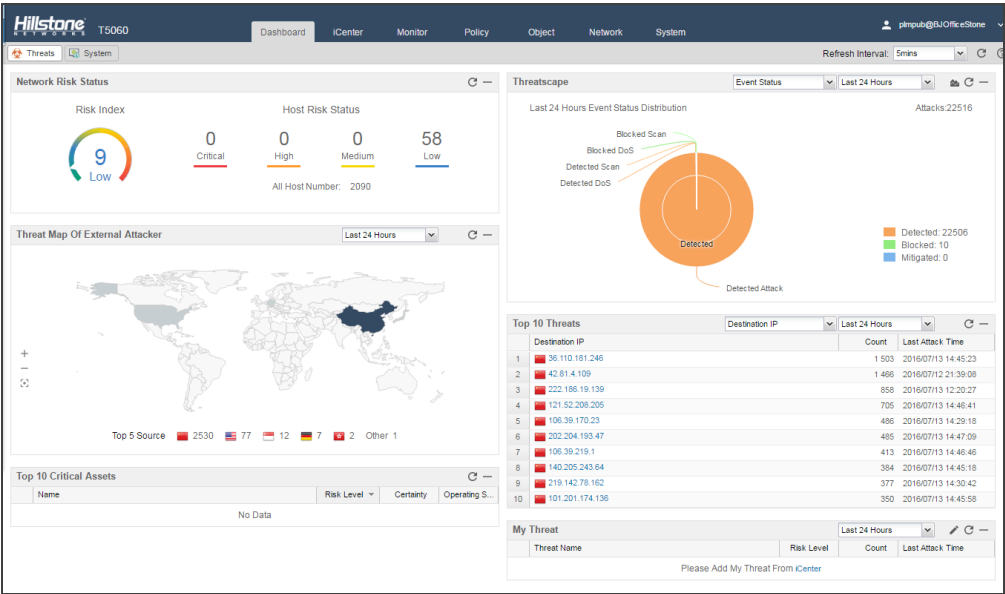 Hillstone
NETWORKS
T5060
Dashboard iCenter Monitor Policy Object Network System
plmpub@BJOfficeStone
Threats System
Refresh Interval: 5mins
Network Risk Status
Risk Index
9
Low
Host Risk Status
0 0 0 58
Critical High Medium Low
All Host Number: 2090
Threat Map Of External Attacker Last 24 Hours
+
−
Top 5 Source 2530 77 12 7 2 Other 1
Top 10 Critical Assets
Name Risk Level Certainty Operating S...
No Data
Threatscape Event Status Last 24 Hours
Last 24 Hours Event Status Distribution Attacks:22516
Blocked Scan
Blocked DoS
Detected Scan
Detected DoS
Detected
Detected Attack
Detected: 22506
Blocked: 10
Mitigated: 0
Top 10 Threats Destination IP Last 24 Hours
Destination IP Count Last Attack Time
1 36.110.181.246 1 503 2016/07/13 14:45:23
2 42.81.4.109 1 466 2016/07/12 21:39:08
3 222.186.19.139 858 2016/07/13 12:20:27
4 121.52.208.205 705 2016/07/13 14:46:41
5 106.39.170.23 486 2016/07/13 14:29:18
6 202.204.193.47 485 2016/07/13 14:47:09
7 106.39.219.1 413 2016/07/13 14:46:46
8 140.205.243.64 384 2016/07/13 14:45:18
9 219.142.78.162 377 2016/07/13 14:30:42
10 101.201.174.136 350 2016/07/13 14:45:58
My Threat Last 24 Hours
Threat Name Risk Level Count Last Attack Time
Please Add My Threat From iCenter